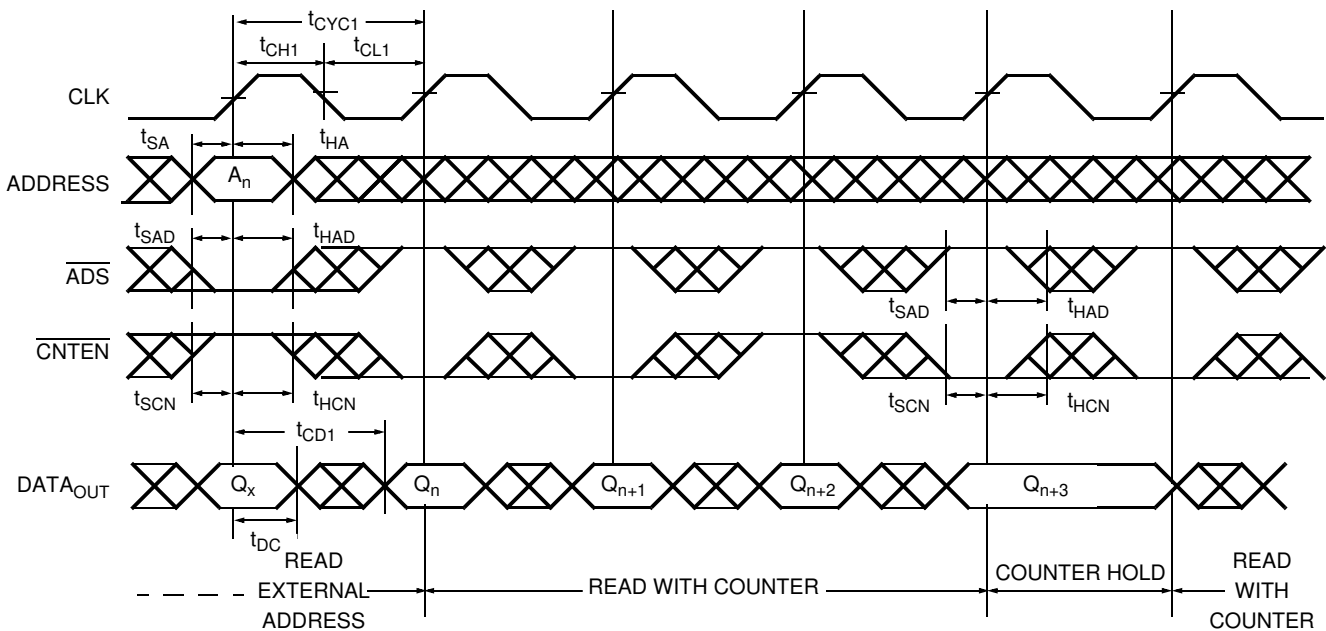 tCYC1
tCH1 tCL1
CLK
tSA tHA
ADDRESS An
tSAD tHAD
ADS
tSAD tHAD
CNTEN
tSCN tHCN tSCN tHCN
tCD1
DATAOUT Qx Qn Qn+1 Qn+2 Qn+3
tDC
READ
EXTERNAL
ADDRESS
READ WITH COUNTER
COUNTER HOLD
READ
WITH
COUNTER